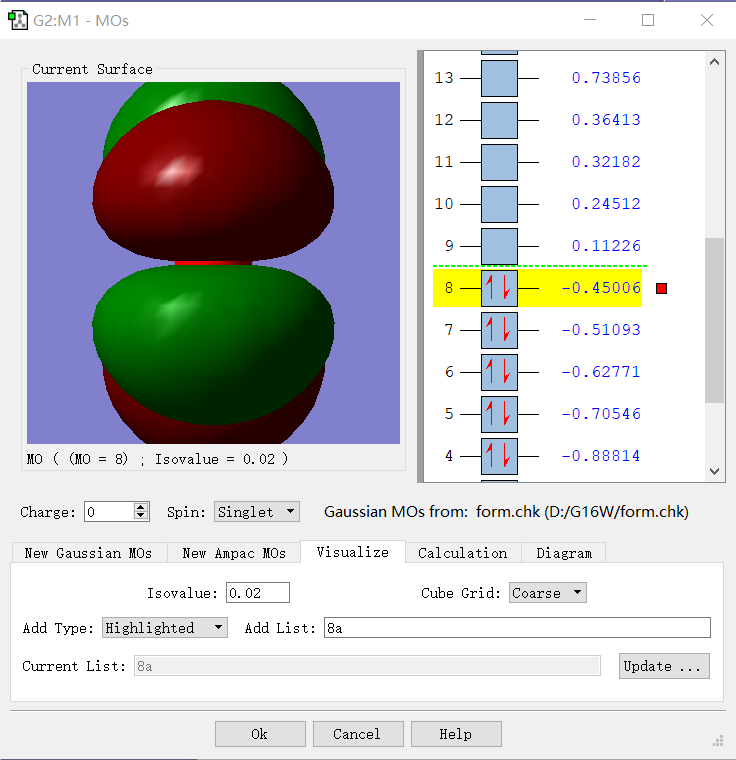 G2:M1 - MOs
Current Surface
MO ( (MO = 8) ; Isovalue = 0.02 )
13 0.73856
12 0.36413
11 0.32182
10 0.24512
9 0.11226
8 -0.45006
7 -0.51093
6 -0.62771
5 -0.70546
4 -0.88814
Charge: 0 Spin: Singlet Gaussian MOs from: form.chk (D:/G16W/form.chk)
New Gaussian MOs New Ampac MOs Visualize Calculation Diagram
Isovalue: 0.02 Cube Grid: Coarse
Add Type: Highlighted Add List: 8a
Current List: 8a Update ...
Ok Cancel Help